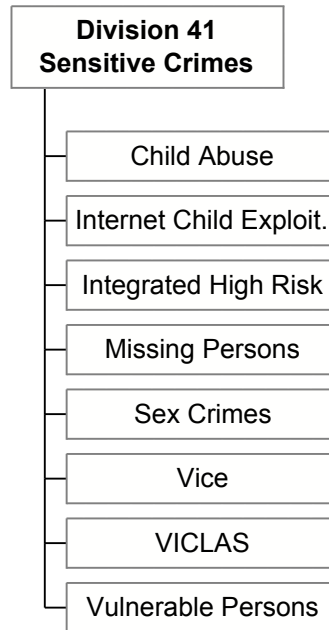 Division 41
Sensitive Crimes
Child Abuse
Internet Child Exploit.
Integrated High Risk
Missing Persons
Sex Crimes
Vice
VICLAS
Vulnerable Persons